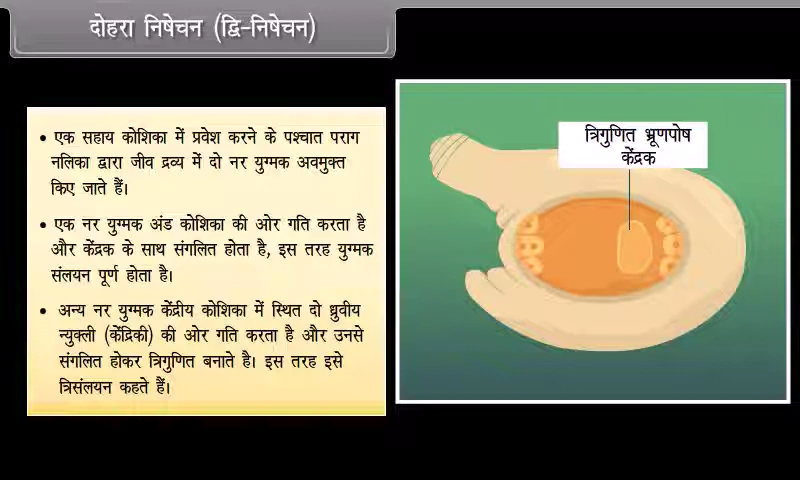 दोहरा निषेचन (द्वि-निषेचन)
• एक सहाय कोशिका में प्रवेश करने के पश्चात पराग
नलिका द्वारा जीव द्रव्य में दो नर युग्मक अवमुक्त
किए जाते हैं।
• एक नर युग्मक अंड कोशिका की ओर गति करता है
और केंद्रक के साथ संगलित होता है, इस तरह युग्मक
संलयन पूर्ण होता है।
• अन्य नर युग्मक केंद्रीय कोशिका में स्थित दो ध्रुवीय
न्युक्ली (केंद्रिकी) की ओर गति करता है और उनसे
संगलित होकर त्रिगुणित बनाते है। इस तरह इसे
त्रिसंलयन कहते हैं।
त्रिगुणित भ्रूणपोष
केंद्रक